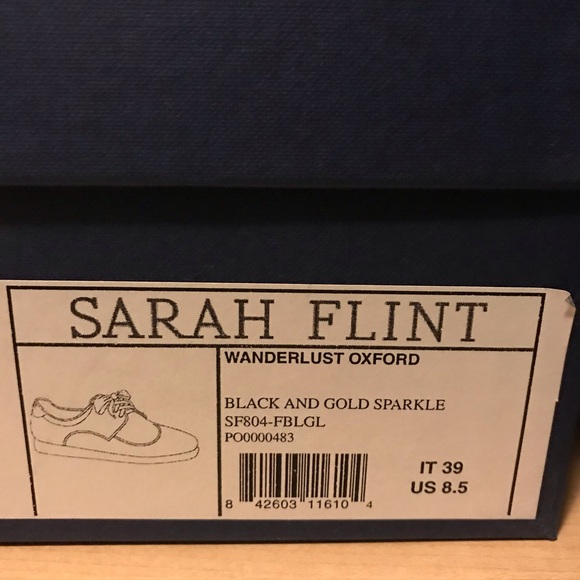 SARAH FLINT
WANDERLUST OXFORD
BLACK AND GOLD SPARKLE
SF804-FBLGL
PO0000483
IT 39
US 8.5
8 42603 11610 4